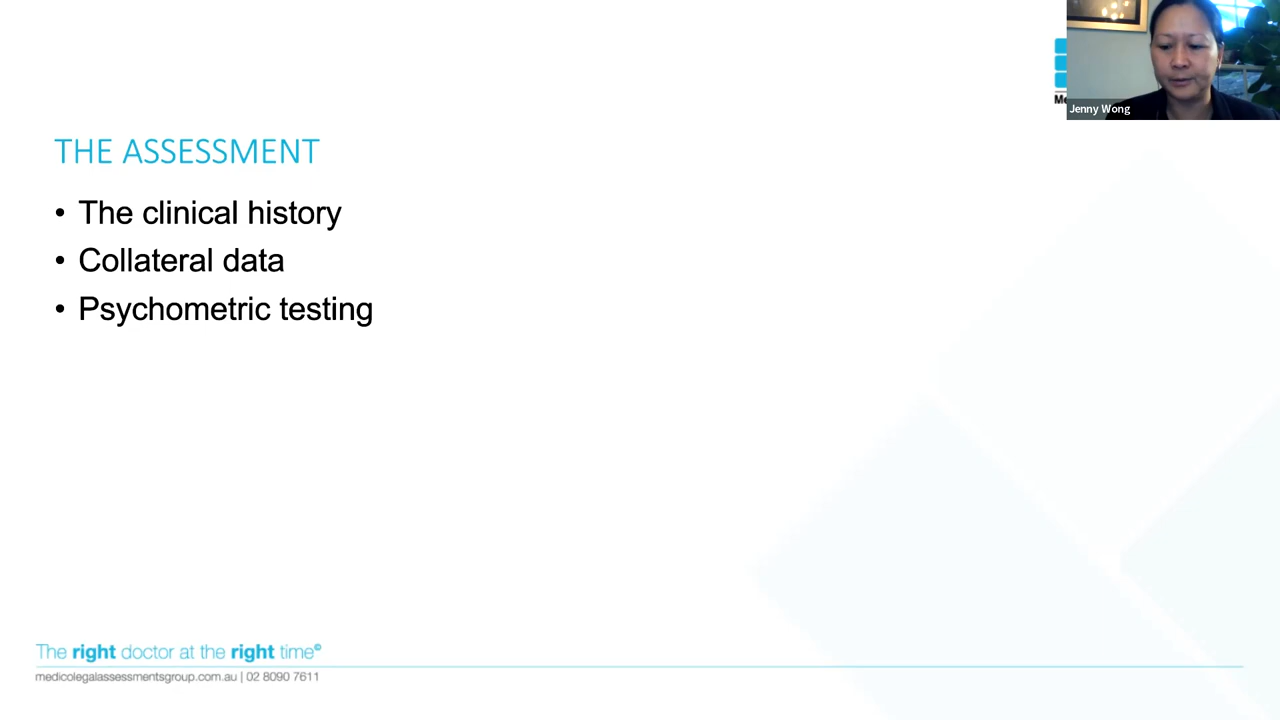 Jenny Wong
THE ASSESSMENT
• The clinical history
• Collateral data
• Psychometric testing
The right doctor at the right time©
medicolegalassessmentsgroup.com.au | 02 8090 7611